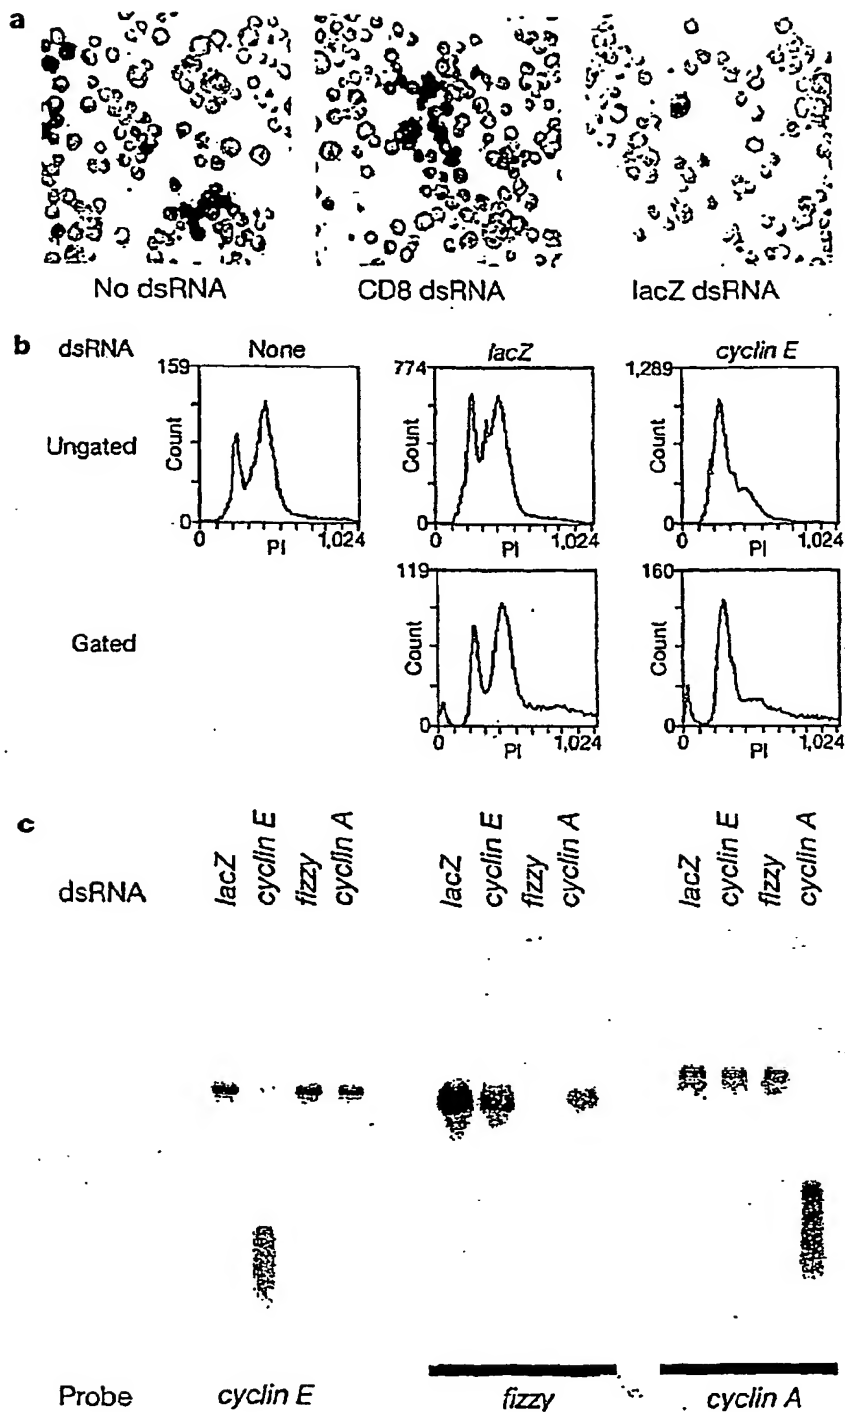 a
No dsRNA CD8 dsRNA lacZ dsRNA
b dsRNA None lacZ cyclin E
159 774 1,289
Ungated Count Count Count
0 0 0
0 PI 1,024 0 PI 1,024 0 PI 1,024
119 160
Gated Count Count
0 0
0 PI 1,024 0 PI 1,024
c
dsRNA lacZ cyclin E fizzy cyclin A lacZ cyclin E fizzy cyclin A lacZ cyclin E fizzy cyclin A
Probe cyclin E fizzy cyclin A